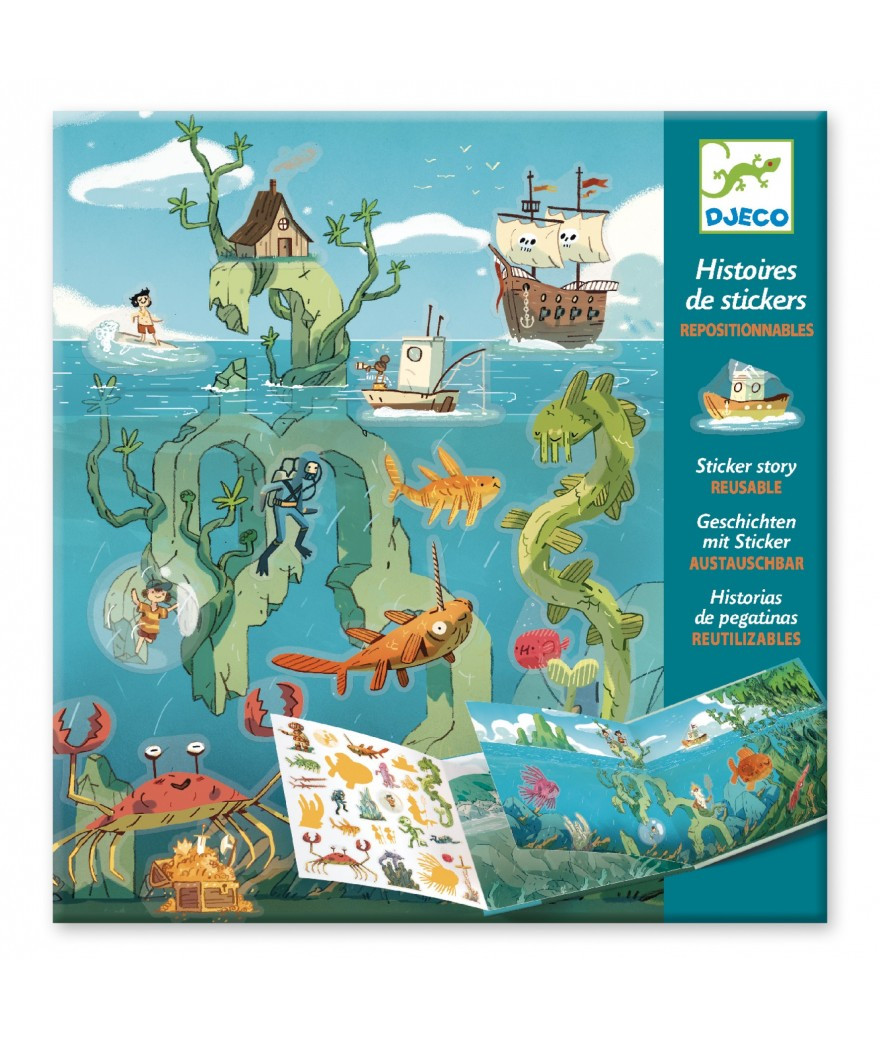 DJECO
Histoires
de stickers
REPOSITIONNABLES
Sticker story
REUSABLE
Geschichten
mit Sticker
AUSTAUSCHBAR
Historias
de pegatinas
REUTILIZABLES